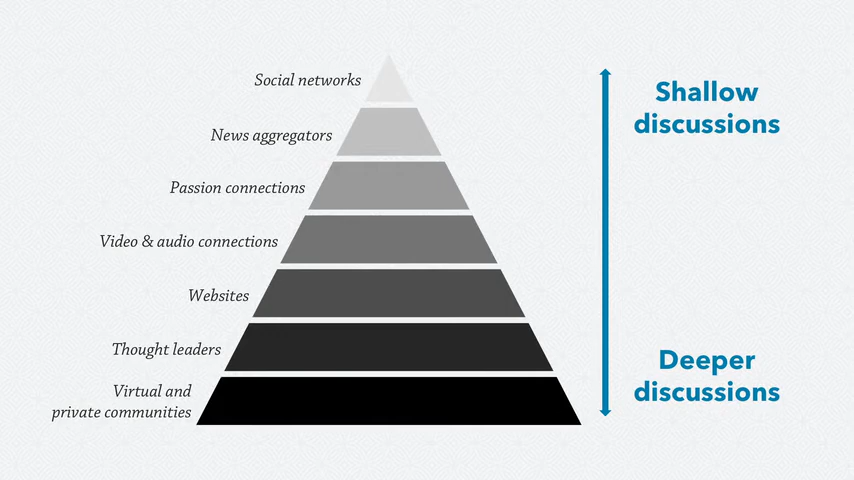 Social networks
News aggregators
Passion connections
Video & audio connections
Websites
Thought leaders
Virtual and
private communities
Shallow
discussions
Deeper
discussions